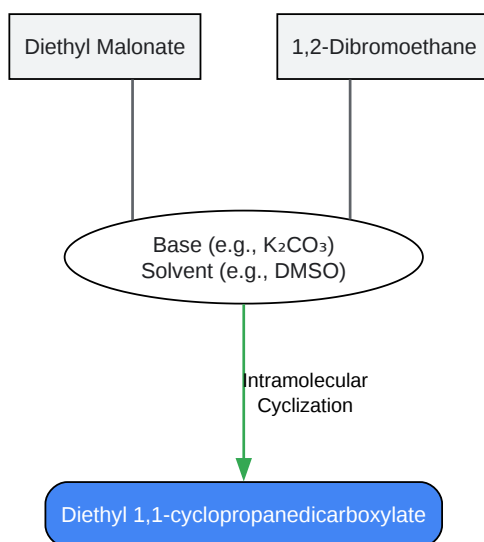 Diethyl Malonate
1,2-Dibromoethane
Base (e.g., K₂CO₃)
Solvent (e.g., DMSO)
Intramolecular
Cyclization
Diethyl 1,1-cyclopropanedicarboxylate